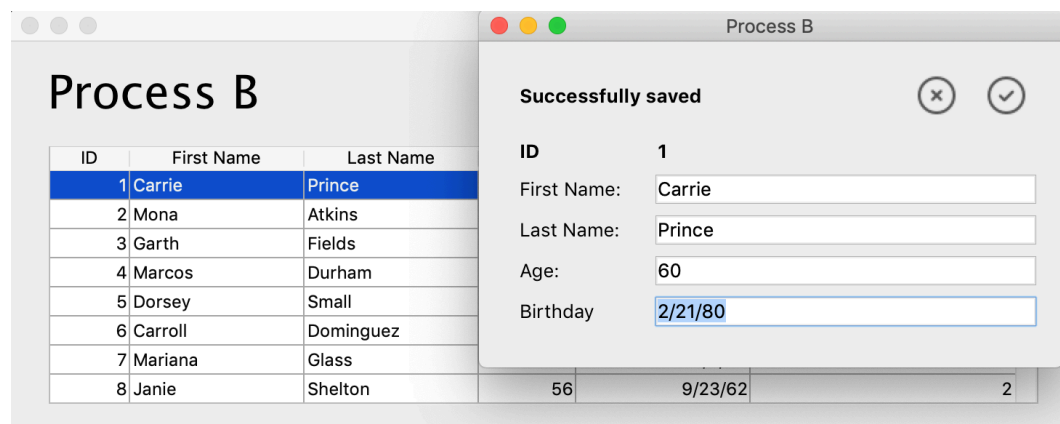 Process B
Process B
Successfully saved
ID 1
First Name: Carrie
Last Name: Prince
Age: 60
Birthday 2/21/80
ID First Name Last Name
1 Carrie Prince
2 Mona Atkins
3 Garth Fields
4 Marcos Durham
5 Dorsey Small
6 Carroll Dominguez
7 Mariana Glass
8 Janie Shelton 56 9/23/62 2